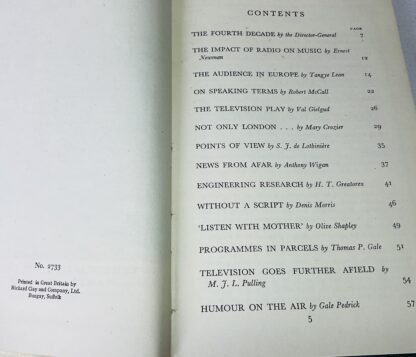 No. 2733
Printed in Great Britain by
Richard Clay and Company, Ltd.
Bungay, Suffolk
CONTENTS
PAGE
THE FOURTH DECADE by the Director-General 7
THE IMPACT OF RADIO ON MUSIC by Ernest
Newman 12
THE AUDIENCE IN EUROPE by Tangye Lean 14
ON SPEAKING TERMS by Robert McCall 22
THE TELEVISION PLAY by Val Gielgud 26
NOT ONLY LONDON . . . by Mary Crozier 29
POINTS OF VIEW by S. J. de Lotbinière 35
NEWS FROM AFAR by Anthony Wigan 37
ENGINEERING RESEARCH by H. T. Greatorex 41
WITHOUT A SCRIPT by Denis Morris 46
'LISTEN WITH MOTHER' by Olive Shapley 49
PROGRAMMES IN PARCELS by Thomas P. Gale 51
TELEVISION GOES FURTHER AFIELD by
M. J. L. Pulling 54
HUMOUR ON THE AIR by Gale Pedrick 57
5